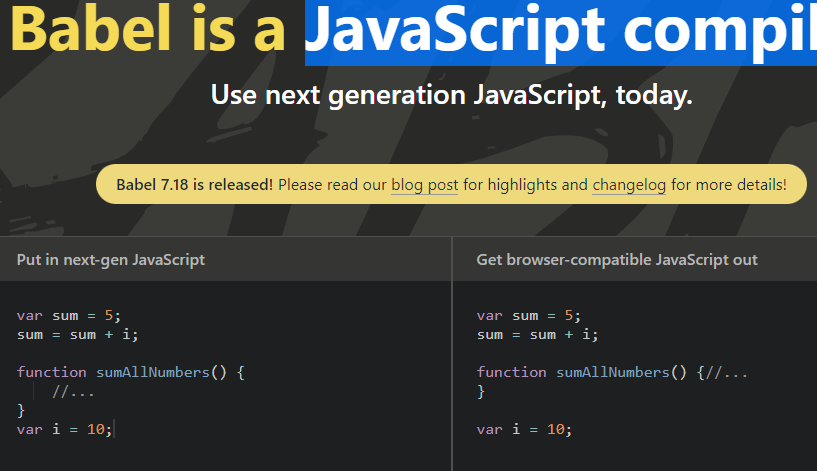 Babel is a JavaScript compil
Use next generation JavaScript, today.
Babel 7.18 is released! Please read our blog post for highlights and changelog for more details!
Put in next-gen JavaScript
var sum = 5;
sum = sum + i;
function sumAllNumbers() {
//...
}
var i = 10;
Get browser-compatible JavaScript out
var sum = 5;
sum = sum + i;
function sumAllNumbers() {//...
}
var i = 10;